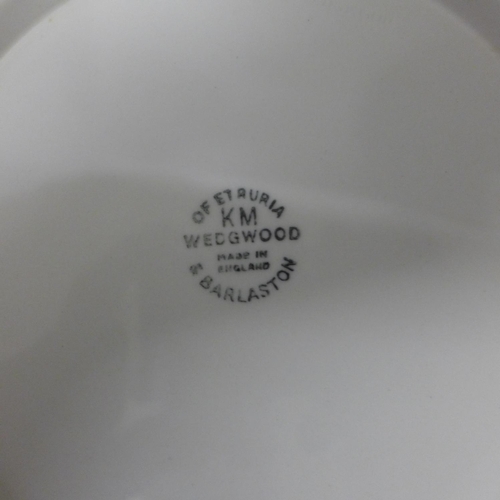 OF ETRURIA
KM
WEDGWOOD
MADE IN
ENGLAND
& BARLASTON